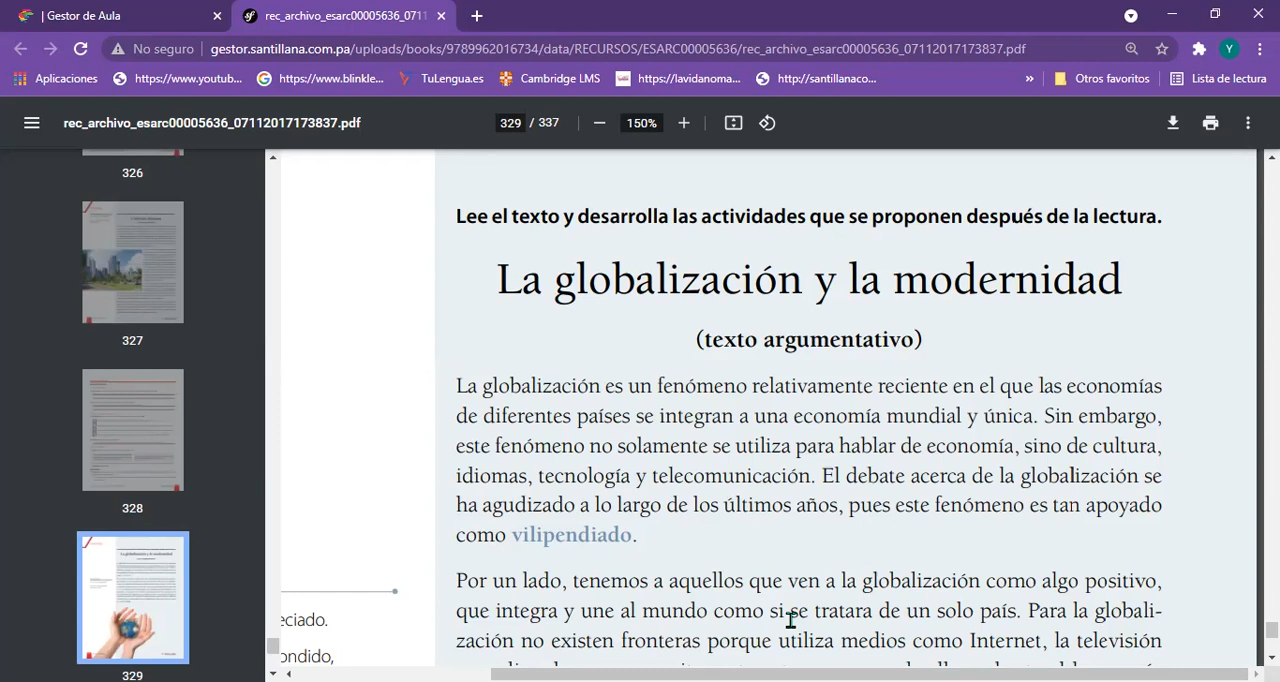 | Gestor de Aula
rec_archivo_esarc00005636_0711
No seguro
gestor.santillana.com.pa/uploads/books/9789962016734/data/RECURSOS/ESARC00005636/rec_archivo_esarc00005636_07112017173837.pdf
Y
Aplicaciones
https://www.youtub...
https://www.blinkle...
TuLengua.es
Cambridge LMS
https://lavidanoma...
http://santillanaco...
»
Otros favoritos
Lista de lectura
rec_archivo_esarc00005636_07112017173837.pdf
329 / 337
150%
326
327
328
329
Lee el texto y desarrolla las actividades que se proponen después de la lectura.
La globalización y la modernidad
(texto argumentativo)
La globalización es un fenómeno relativamente reciente en el que las economías
de diferentes países se integran a una economía mundial y única. Sin embargo,
este fenómeno no solamente se utiliza para hablar de economía, sino de cultura,
idiomas, tecnología y telecomunicación. El debate acerca de la globalización se
ha agudizado a lo largo de los últimos años, pues este fenómeno es tan apoyado
como vilipendiado.
Por un lado, tenemos a aquellos que ven a la globalización como algo positivo,
que integra y une al mundo como si se tratara de un solo país. Para la globali-
zación no existen fronteras porque utiliza medios como Internet, la televisión
eciado.
ondido,